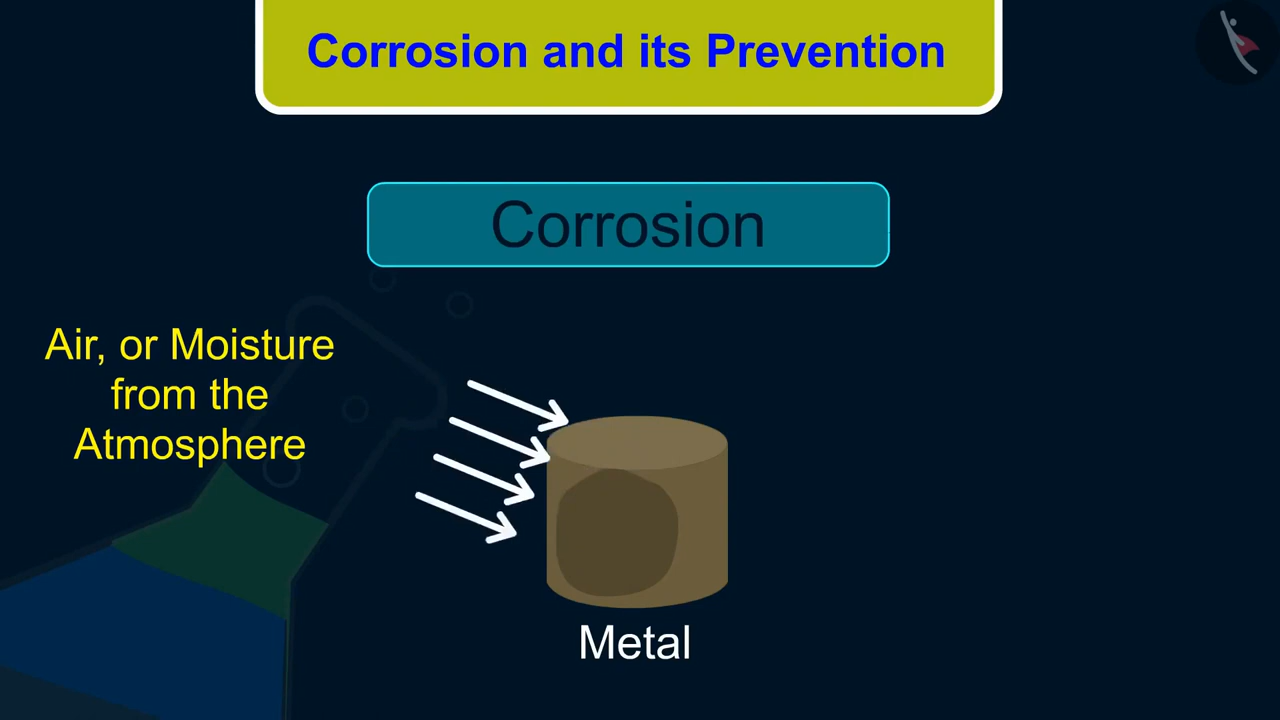 Corrosion and its Prevention
Corrosion
Air, or Moisture
from the
Atmosphere
Metal